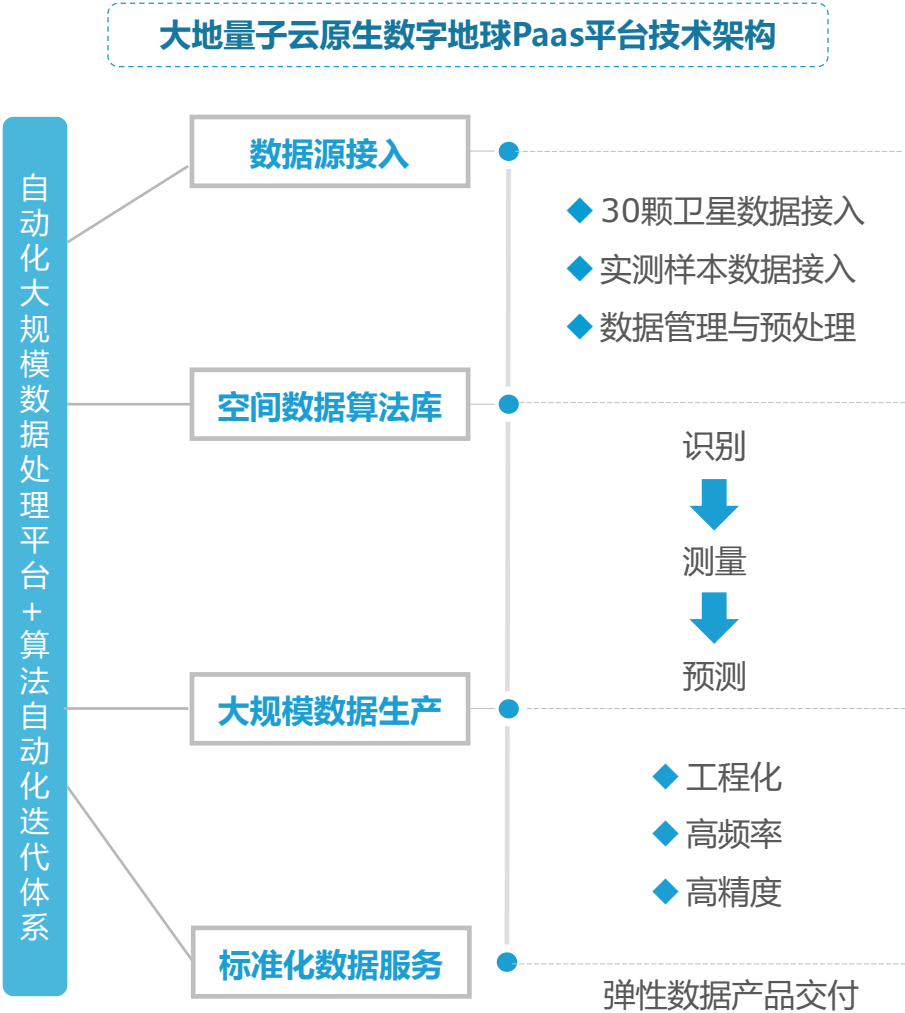 大地量子云原生数字地球Paas平台技术架构
自动化大规模数据处理平台+算法自动化迭代体系
数据源接入
30颗卫星数据接入
实测样本数据接入
数据管理与预处理
空间数据算法库
识别
测量
预测
大规模数据生产
工程化
高频率
高精度
标准化数据服务
弹性数据产品交付